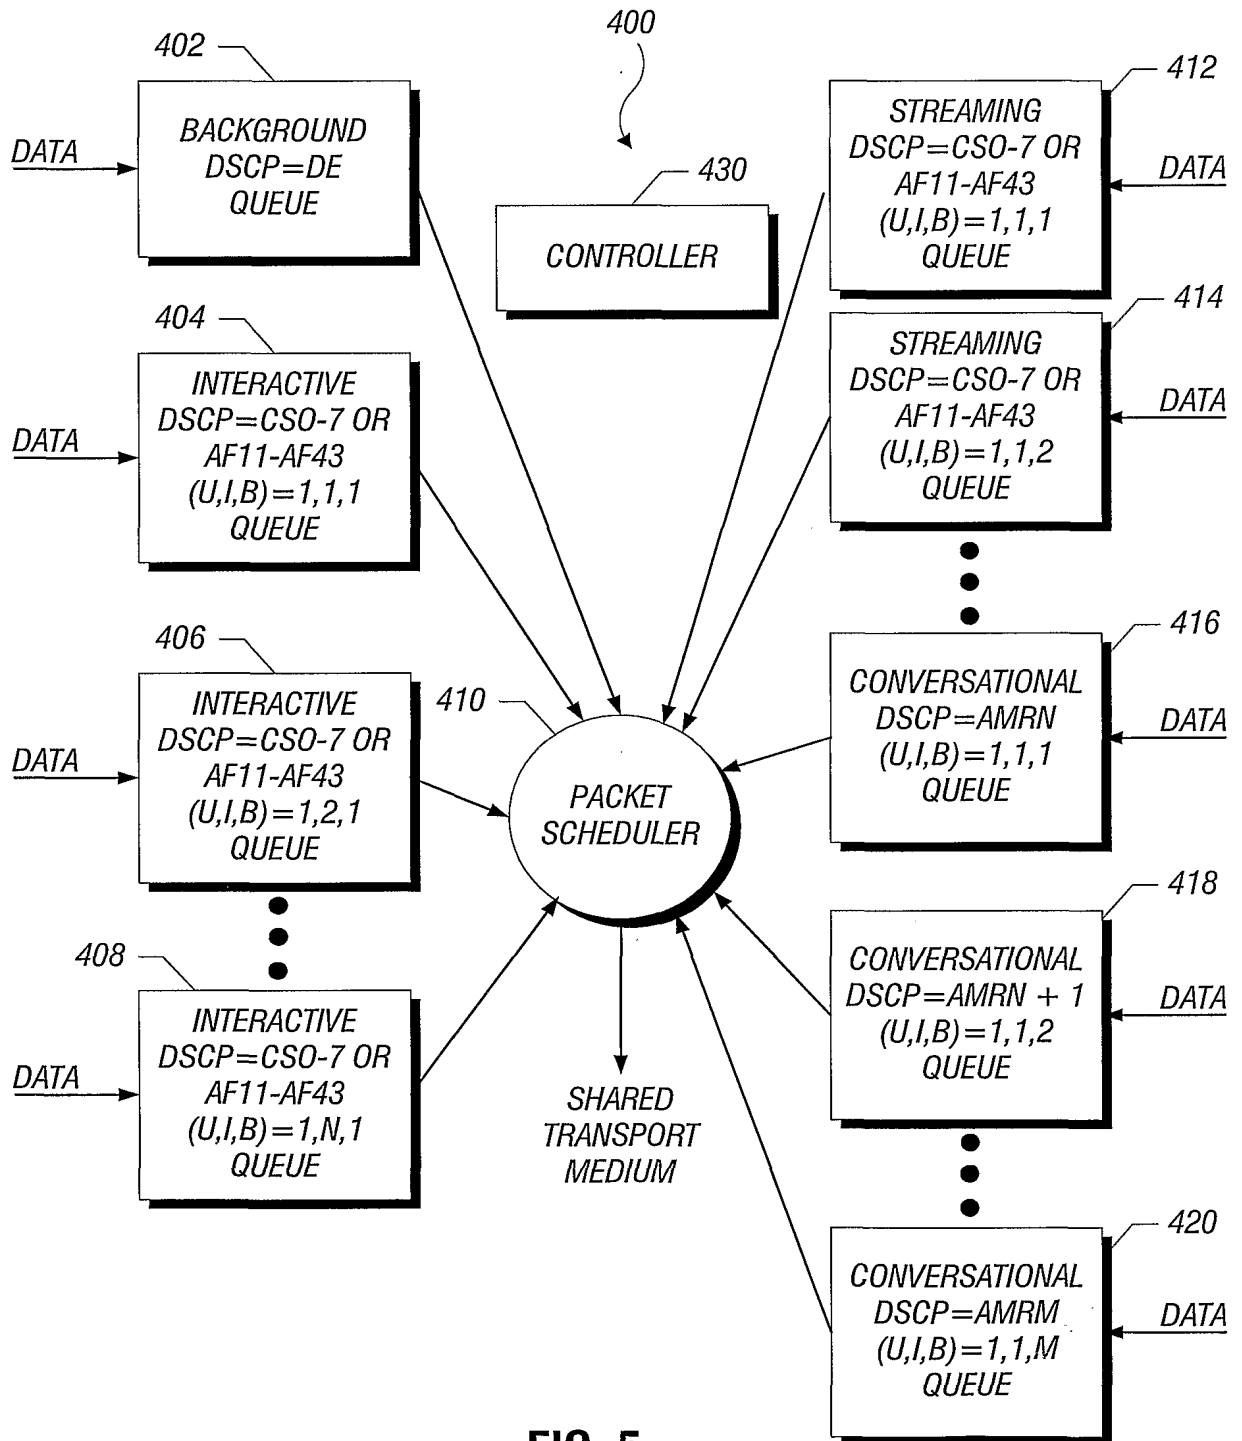 400
402
BACKGROUND
DSCP=DE
QUEUE
DATA
430
CONTROLLER
412
STREAMING
DSCP=CSO-7 OR
AF11-AF43
(U,I,B)=1,1,1
QUEUE
DATA
404
INTERACTIVE
DSCP=CSO-7 OR
AF11-AF43
(U,I,B)=1,1,1
QUEUE
DATA
414
STREAMING
DSCP=CSO-7 OR
AF11-AF43
(U,I,B)=1,1,2
QUEUE
DATA
406
INTERACTIVE
DSCP=CSO-7 OR
AF11-AF43
(U,I,B)=1,2,1
QUEUE
DATA
410
PACKET
SCHEDULER
416
CONVERSATIONAL
DSCP=AMRN
(U,I,B)=1,1,1
QUEUE
DATA
408
INTERACTIVE
DSCP=CSO-7 OR
AF11-AF43
(U,I,B)=1,N,1
QUEUE
DATA
SHARED
TRANSPORT
MEDIUM
418
CONVERSATIONAL
DSCP=AMRN + 1
(U,I,B)=1,1,2
QUEUE
DATA
420
CONVERSATIONAL
DSCP=AMRM
(U,I,B)=1,1,M
QUEUE
DATA
FIG. 5